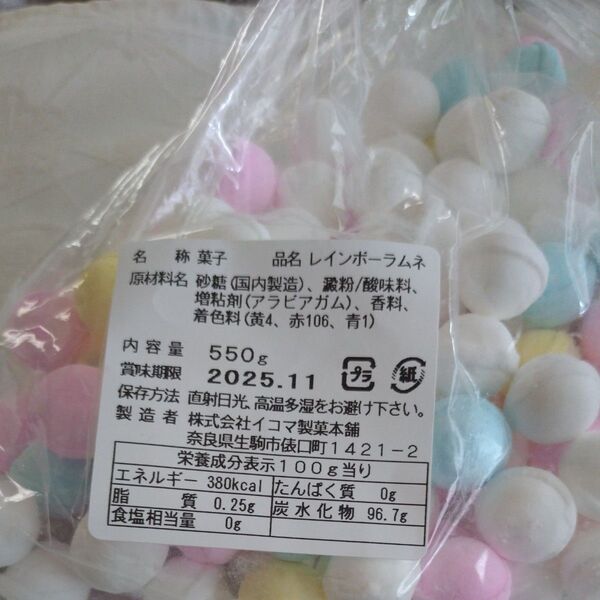 名 称 菓子 品名 レインボーラムネ
原材料名 砂糖(国内製造)、澱粉/酸味料、
増粘剤(アラビアガム)、香料、
着色料(黄4、赤106、青1)
内容量 550g
賞味期限 2025.11 プラ 紙
保存方法 直射日光,高温多湿をお避け下さい。
製造者 株式会社イコマ製菓本舗
奈良県生駒市俵口町1421-2
栄養成分表示100g当り
エネルギー 380kcal たんぱく質 0g
脂質 0.25g 炭水化物 96.7g
食塩相当量 0g